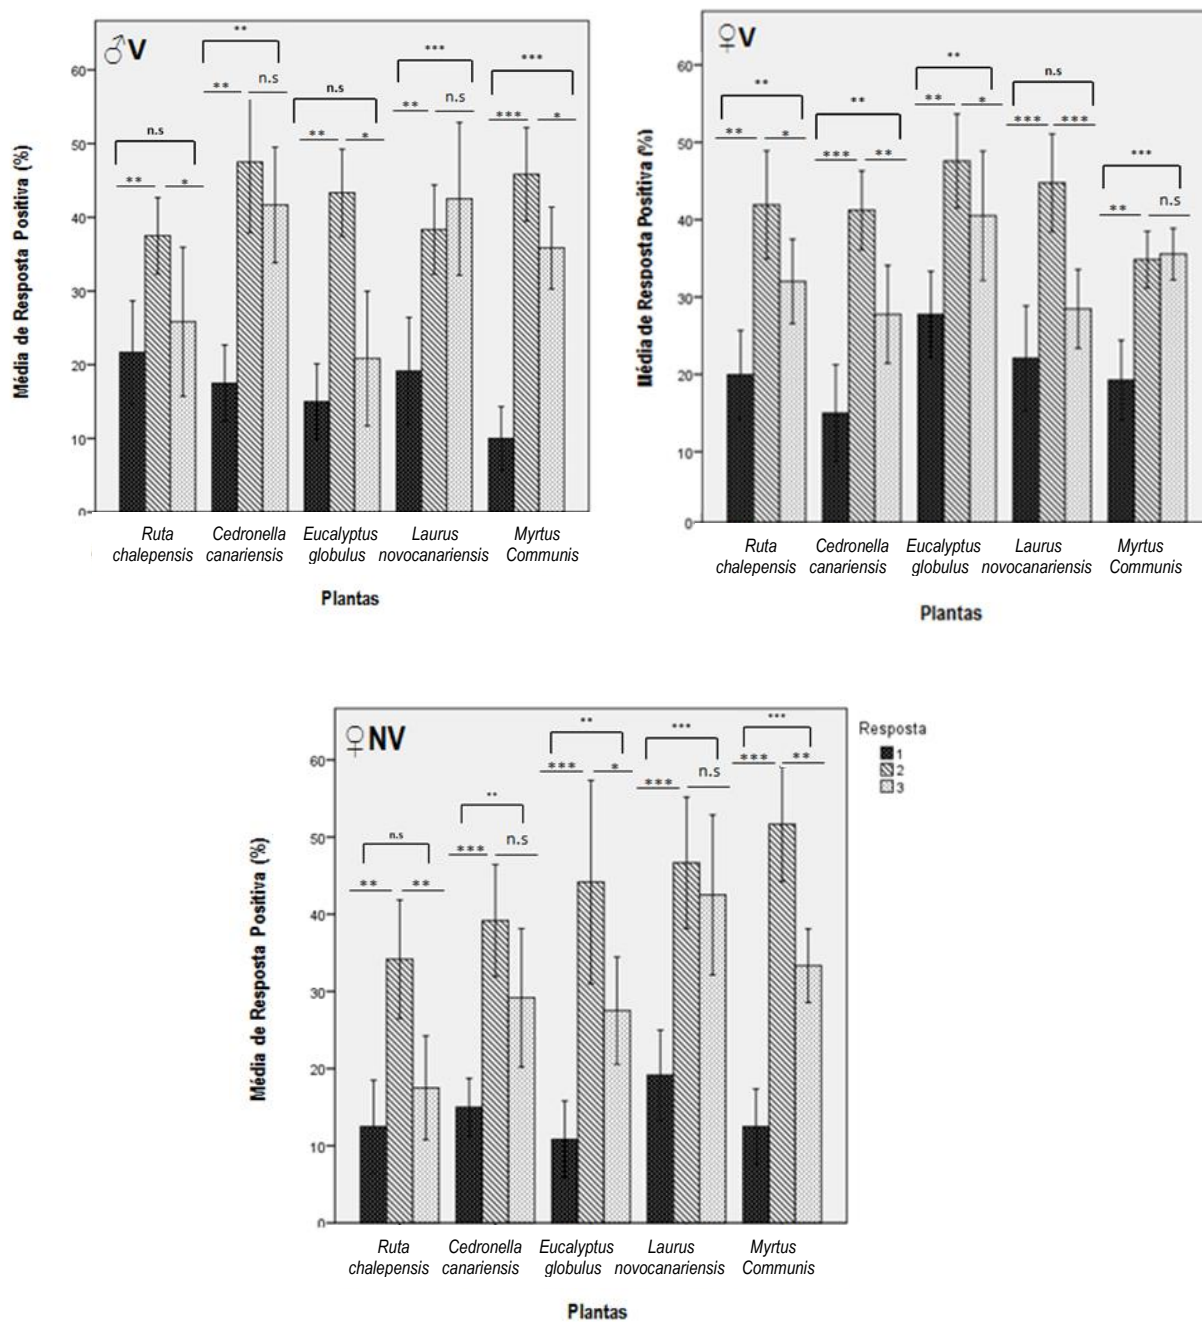 ♂V
**
n.s
** n.s
n.s
** *
** *
***
** n.s
***
*** *
60
50
40
30
20
10
0
Média de Resposta Positiva (%)
Ruta
chalepensis
Cedronella
canariensis
Eucalyptus
globulus
Laurus
novocanariensis
Myrtus
Communis
Plantas
♀V
**
** *
**
*** **
**
** *
n.s
*** ***
***
** n.s
60
50
40
30
20
10
0
Média de Resposta Positiva (%)
Ruta
chalepensis
Cedronella
canariensis
Eucalyptus
globulus
Laurus
novocanariensis
Myrtus
Communis
Plantas
♀NV
n.s
** **
**
*** n.s
**
*** *
***
*** n.s
***
*** **
60
50
40
30
20
10
0
Média de Resposta Positiva (%)
Ruta
chalepensis
Cedronella
canariensis
Eucalyptus
globulus
Laurus
novocanariensis
Myrtus
Communis
Plantas
Resposta
1
2
3